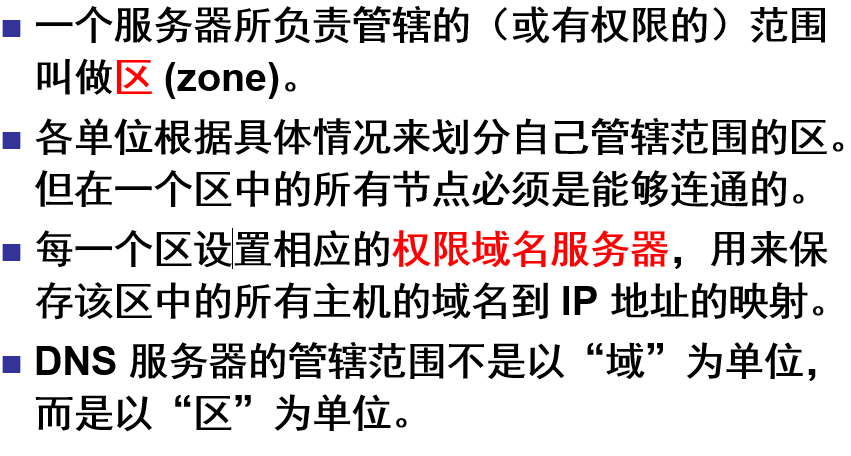 ■ 一个服务器所负责管辖的（或有权限的）范围
叫做区 (zone)。
■ 各单位根据具体情况来划分自己管辖范围的区。
但在一个区中的所有节点必须是能够连通的。
■ 每一个区设置相应的权限域名服务器，用来保
存该区中的所有主机的域名到 IP 地址的映射。
■ DNS 服务器的管辖范围不是以“域”为单位，
而是以“区”为单位。